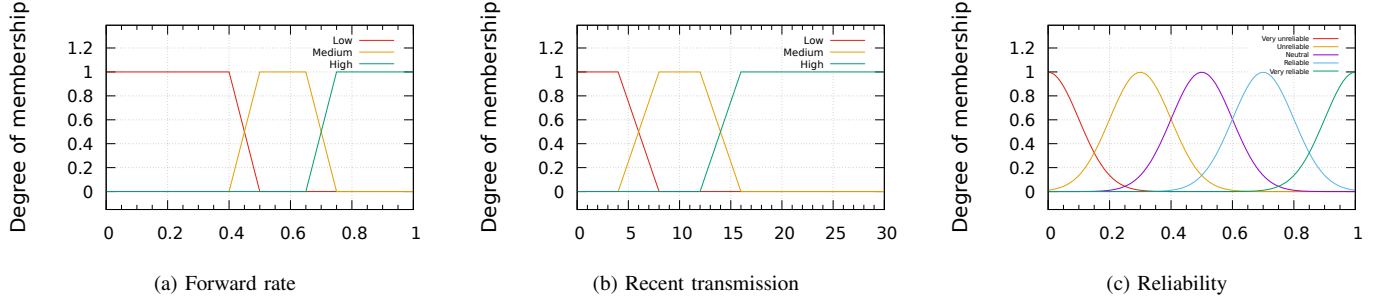 Degree of membership
1.2
1
0.8
0.6
0.4
0.2
0
0 0.2 0.4 0.6 0.8 1
Low
Medium
High
(a) Forward rate
Degree of membership
1.2
1
0.8
0.6
0.4
0.2
0
0 5 10 15 20 25 30
Low
Medium
High
(b) Recent transmission
Degree of membership
1.2
1
0.8
0.6
0.4
0.2
0
0 0.2 0.4 0.6 0.8 1
Very unreliable
Unreliable
Neutral
Reliable
Very reliable
(c) Reliability